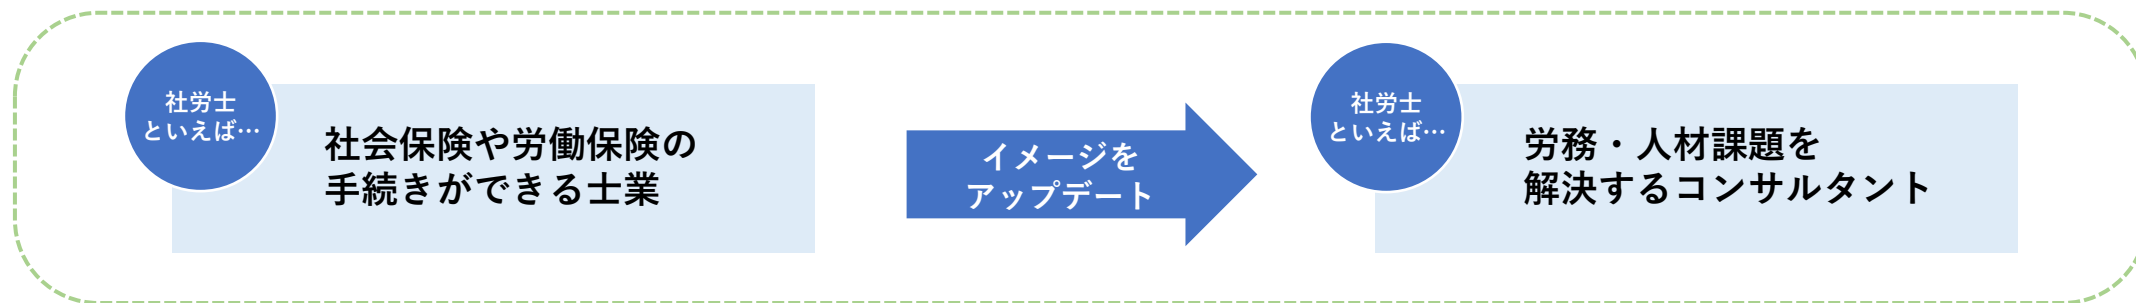 社労士
といえば…
社会保険や労働保険の
手続きができる士業
イメージを
アップデート
社労士
といえば…
労務・人材課題を
解決するコンサルタント